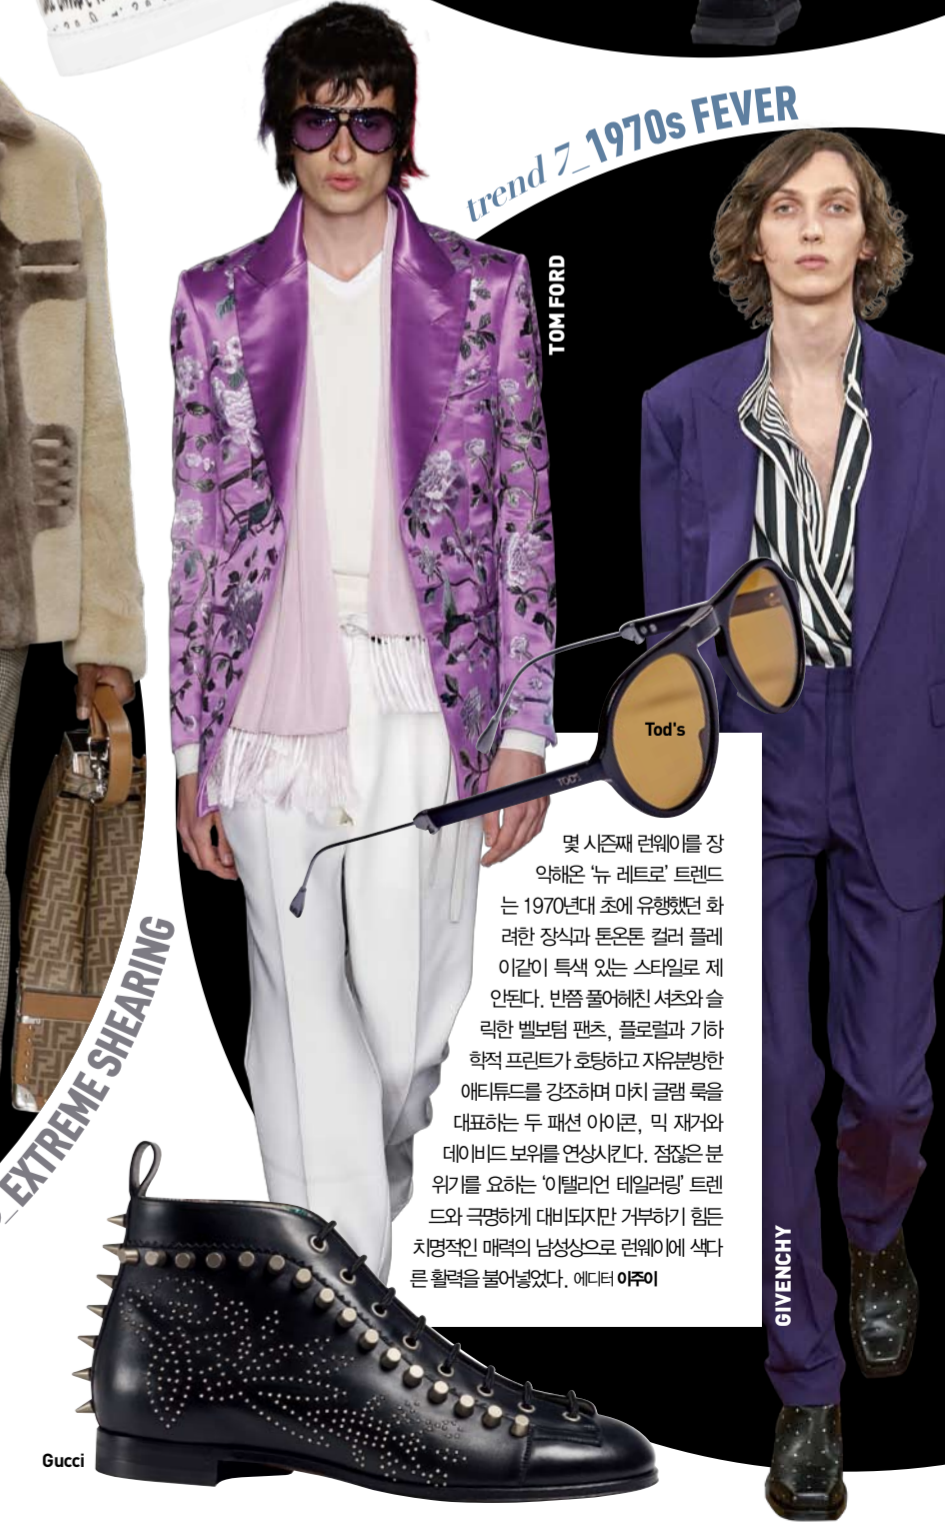 trend 7_1970s FEVER
TOM FORD
Tod's
몇 시즌째 런웨이를 장
악해온 ‘뉴 레트로’ 트렌드
는 1970년대 초에 유행했던 화
려한 장식과 톤온톤 컬러 플레
이같이 특색 있는 스타일로 제
안된다. 반쯤 풀어헤친 셔츠와 슬
릭한 벨보텀 팬츠, 플로럴과 기하
학적 프린트가 호탕하고 자유분방한
애티튜드를 강조하며 마치 글램 룩을
대표하는 두 패션 아이콘, 믹 재거와
데이비드 보위를 연상시킨다. 점잖은 분
위기를 요하는 ‘이탤리언 테일러링’ 트렌
드와 극명하게 대비되지만 거부하기 힘든
치명적인 매력의 남성상으로 런웨이에 색다
른 활력을 불어넣었다. 에디터 이주이
_EXTREME SHEARING
GIVENCHY
Gucci